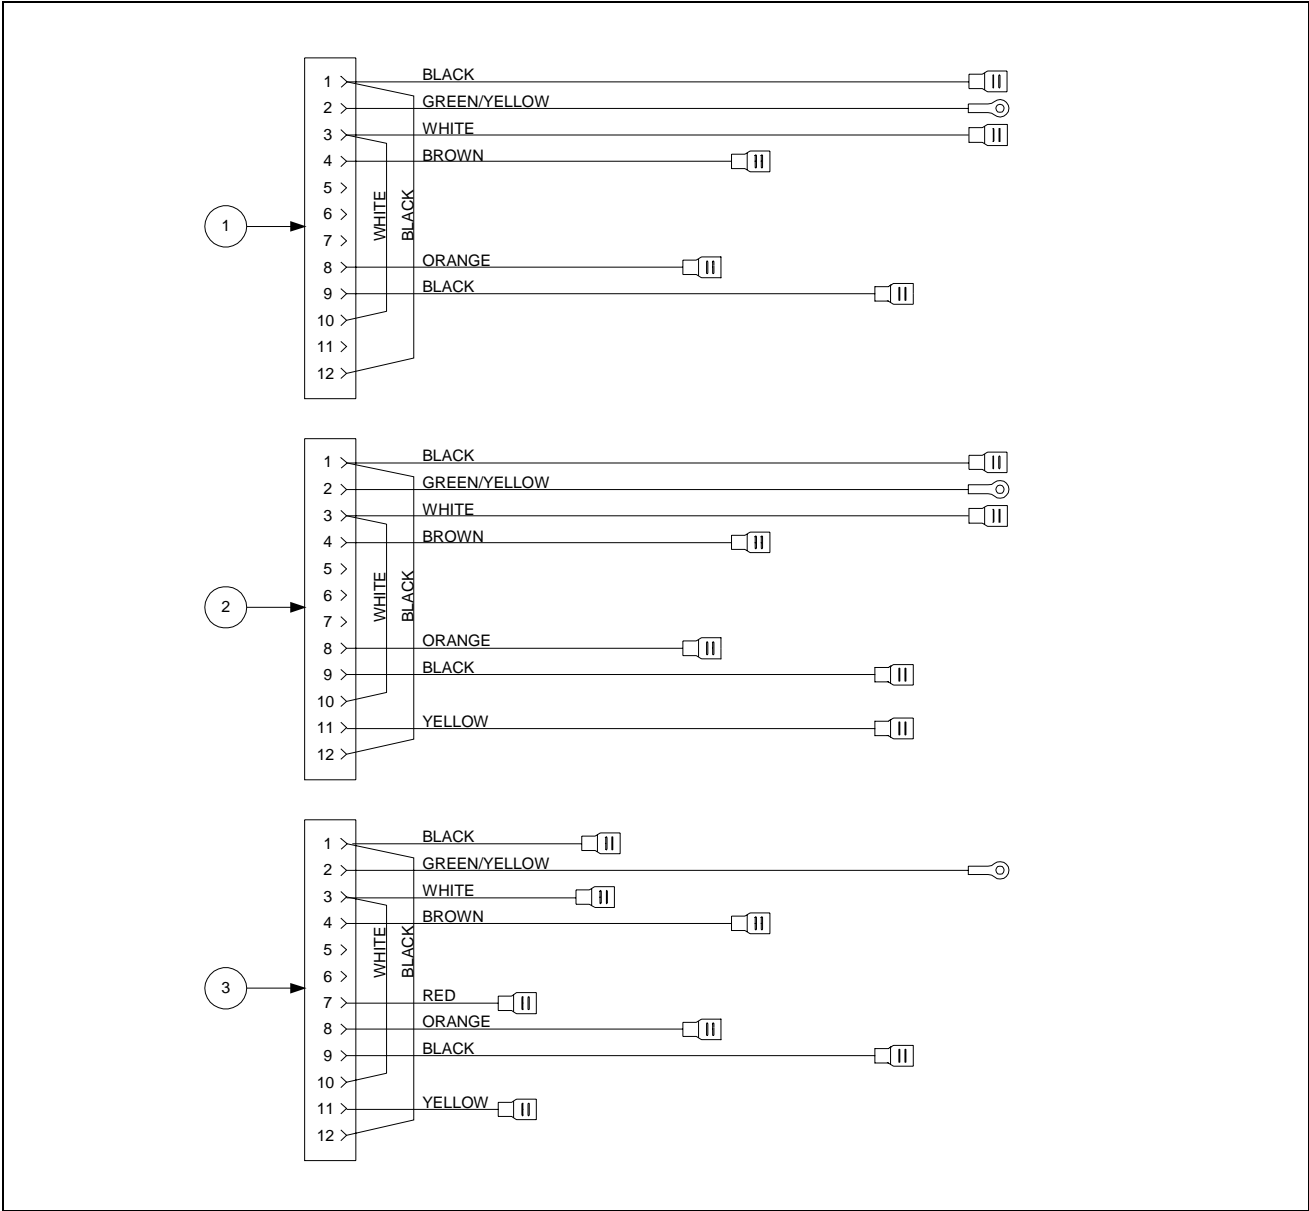 1 BLACK
2 GREEN/YELLOW
3 WHITE
4 BROWN
5
6
7
8 ORANGE
9 BLACK
10
11
12
WHITE
BLACK
1
1 BLACK
2 GREEN/YELLOW
3 WHITE
4 BROWN
5
6
7
8 ORANGE
9 BLACK
10
11 YELLOW
12
WHITE
BLACK
2
1 BLACK
2 GREEN/YELLOW
3 WHITE
4 BROWN
5
6
7 RED
8 ORANGE
9 BLACK
10
11 YELLOW
12
WHITE
BLACK
3